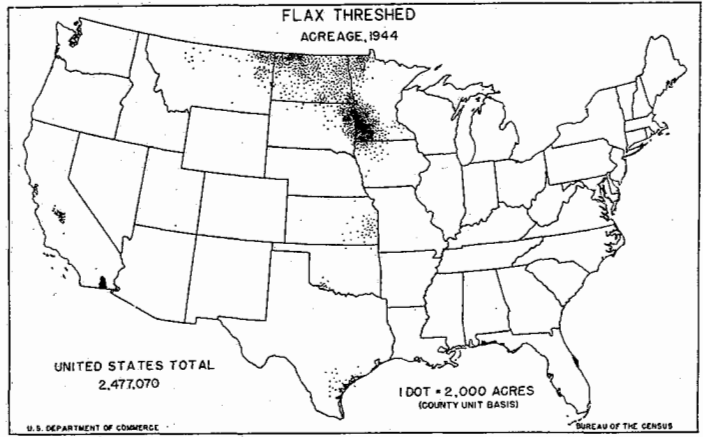 FLAX THRESHED
ACREAGE, 1944
UNITED STATES TOTAL
2,477,070
1 DOT = 2,000 ACRES
(COUNTY UNIT BASIS)
U.S. DEPARTMENT OF COMMERCE
BUREAU OF THE CENSUS